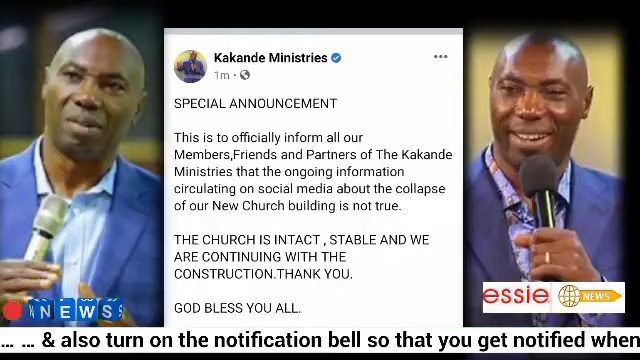 Kakande Ministries
1m
SPECIAL ANNOUNCEMENT
This is to officially inform all our
Members,Friends and Partners of The Kakande
Ministries that the ongoing information
circulating on social media about the collapse
of our New Church building is not true.
THE CHURCH IS INTACT , STABLE AND WE
ARE CONTINUING WITH THE
CONSTRUCTION.THANK YOU.
GOD BLESS YOU ALL.
NEWS
essie NEWS
... ... & also turn on the notification bell so that you get notified when